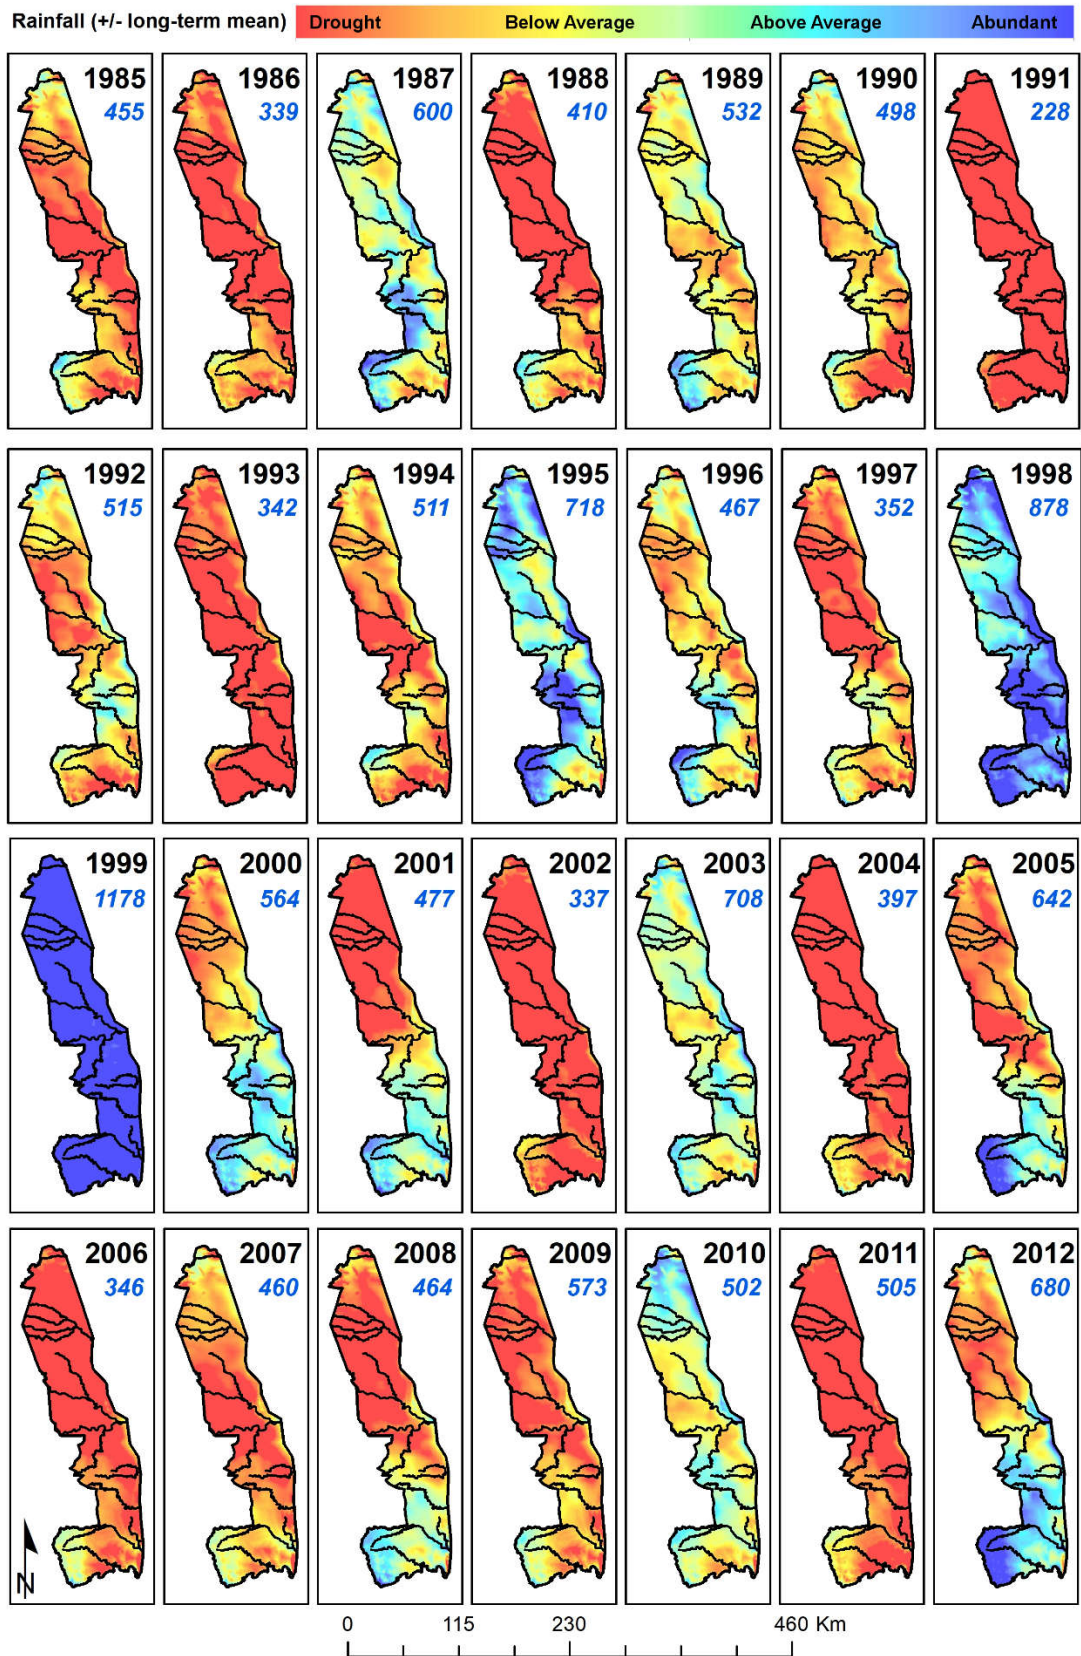 Rainfall (+/- long-term mean) Drought Below Average Above Average Abundant
1985 1986 1987 1988 1989 1990 1991
455 339 600 410 532 498 228
1992 1993 1994 1995 1996 1997 1998
515 342 511 718 467 352 878
1999 2000 2001 2002 2003 2004 2005
1178 564 477 337 708 397 642
2006 2007 2008 2009 2010 2011 2012
346 460 464 573 502 505 680
N
0 115 230 460 Km